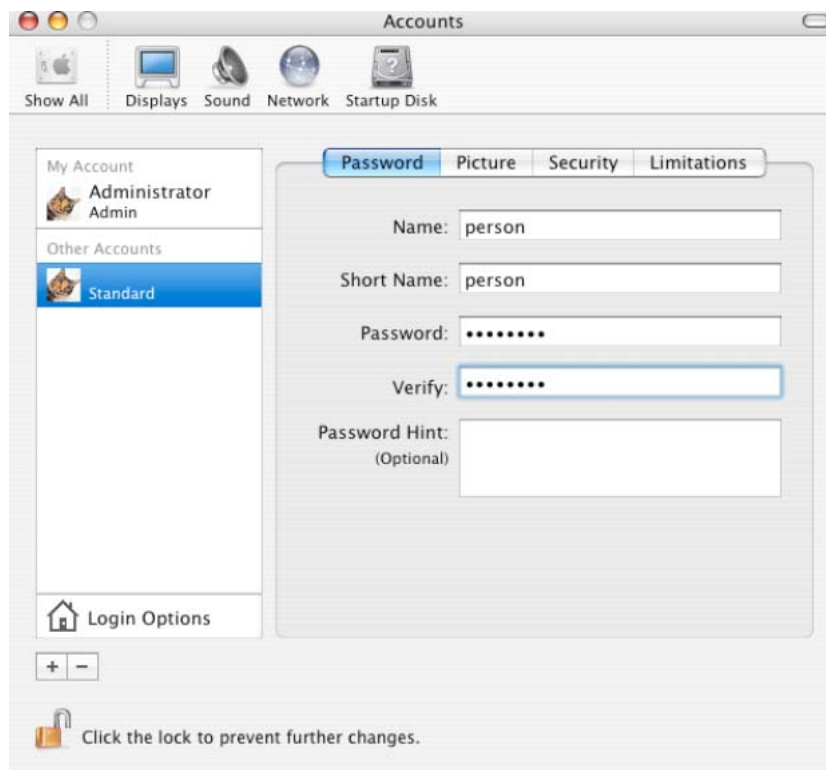 Accounts
Show All Displays Sound Network Startup Disk
My Account
Administrator
Admin
Other Accounts
Standard
Login Options
Password Picture Security Limitations
Name: person
Short Name: person
Password: ••••••••
Verify: ••••••••
Password Hint:
(Optional)
+ −
Click the lock to prevent further changes.